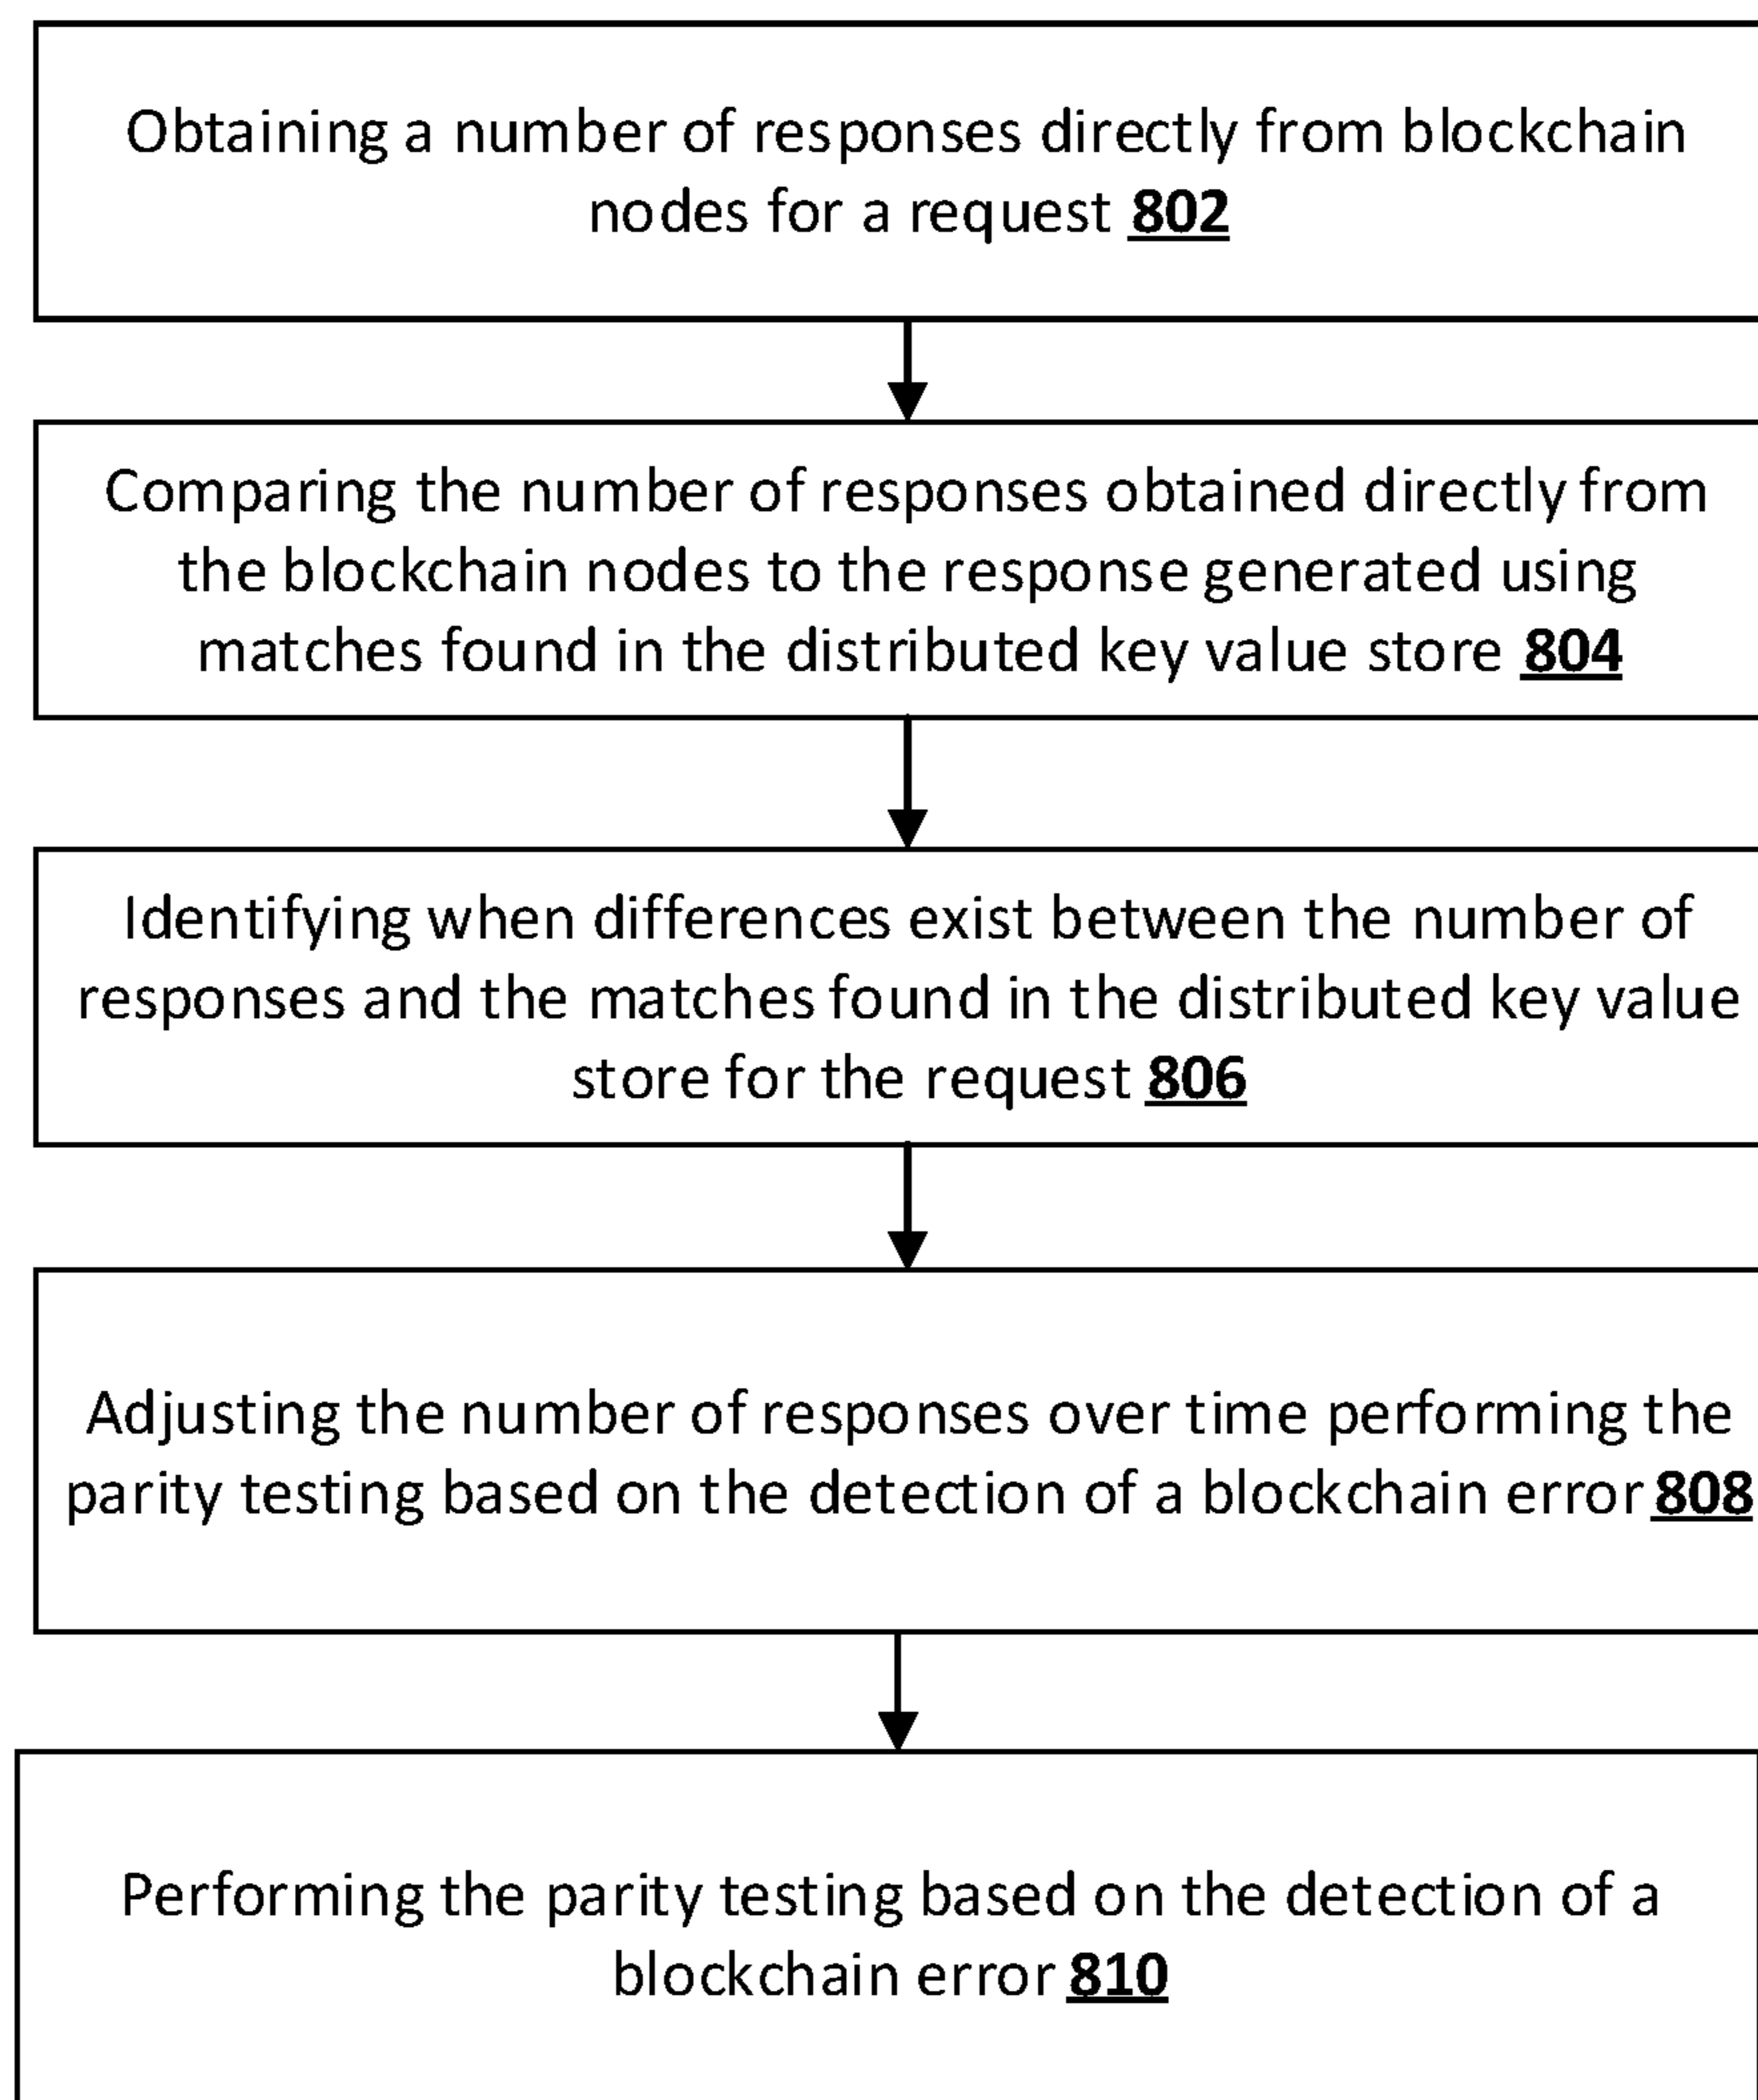 Obtaining a number of responses directly from blockchain
nodes for a request 802
Comparing the number of responses obtained directly from
the blockchain nodes to the response generated using
matches found in the distributed key value store 804
Identifying when differences exist between the number of
responses and the matches found in the distributed key value
store for the request 806
Adjusting the number of responses over time performing the
parity testing based on the detection of a blockchain error 808
Performing the parity testing based on the detection of a
blockchain error 810